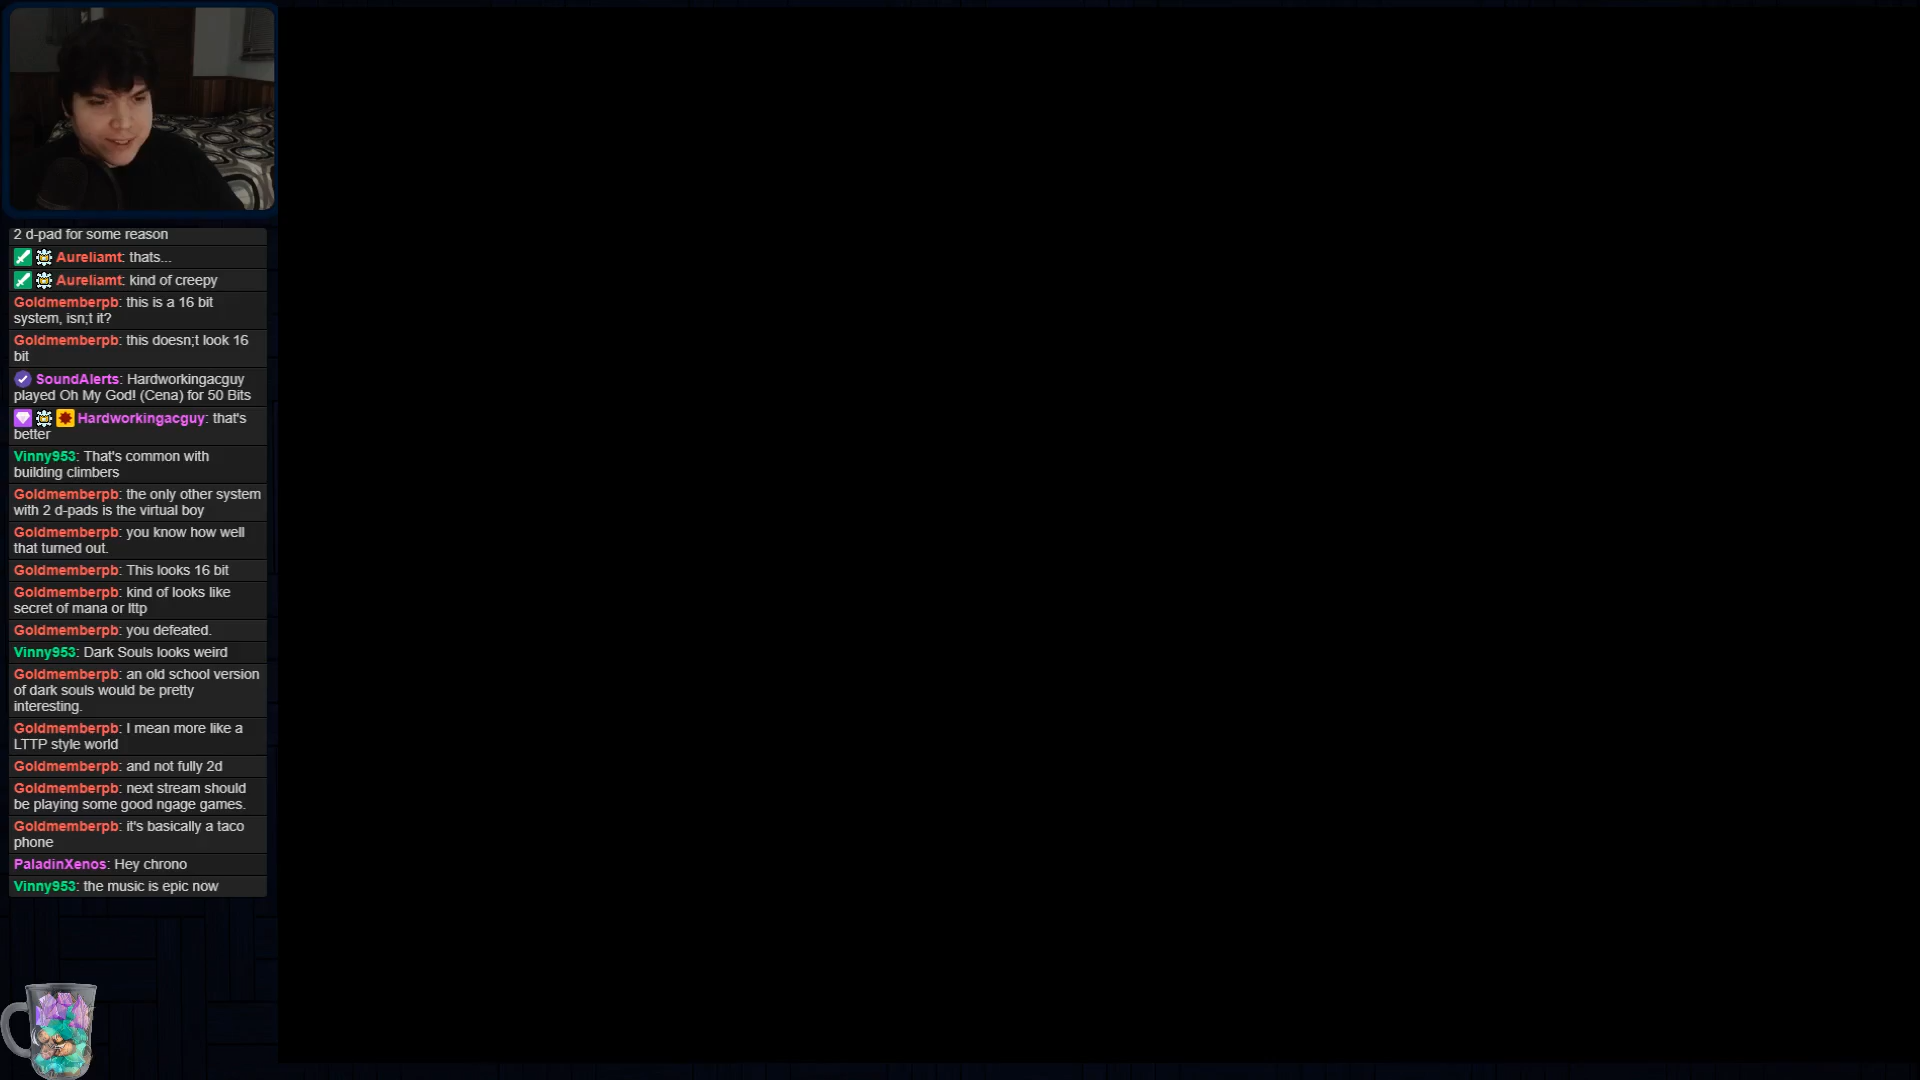 2 d-pad for some reason
Aureliamt: thats...
Aureliamt: kind of creepy
Goldmemberpb: this is a 16 bit
system, isn;t it?
Goldmemberpb: this doesn;t look 16
bit
SoundAlerts: Hardworkingacguy
played Oh My God! (Cena) for 50 Bits
Hardworkingacguy: that's
better
Vinny953: That's common with
building climbers
Goldmemberpb: the only other system
with 2 d-pads is the virtual boy
Goldmemberpb: you know how well
that turned out.
Goldmemberpb: This looks 16 bit
Goldmemberpb: kind of looks like
secret of mana or lttp
Goldmemberpb: you defeated.
Vinny953: Dark Souls looks weird
Goldmemberpb: an old school version
of dark souls would be pretty
interesting.
Goldmemberpb: I mean more like a
LTTP style world
Goldmemberpb: and not fully 2d
Goldmemberpb: next stream should
be playing some good ngage games.
Goldmemberpb: it's basically a taco
phone
PaladinXenos: Hey chrono
Vinny953: the music is epic now